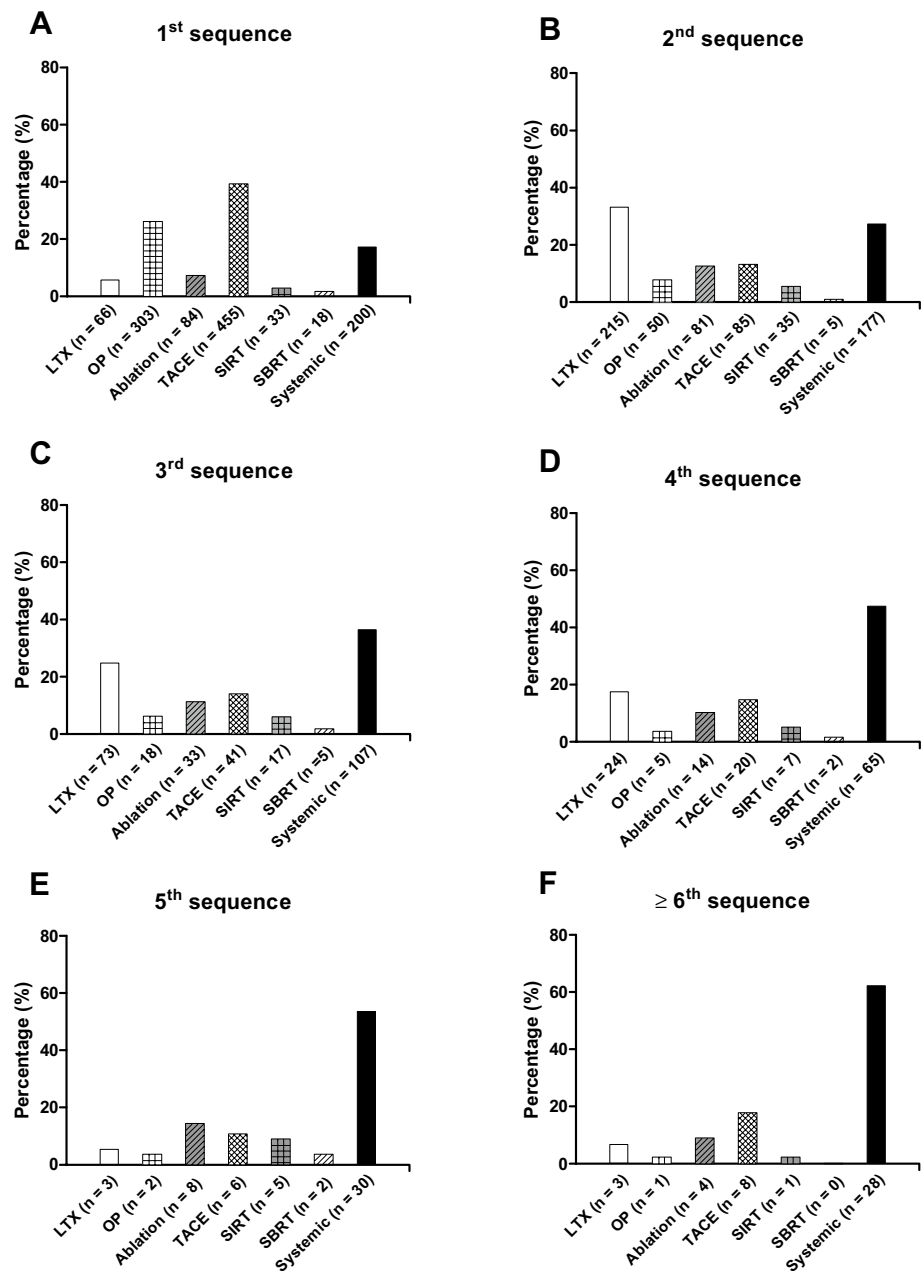 A
1st sequence
Percentage (%)
80
60
40
20
0
LTX (n = 66)
OP (n = 303)
Ablation (n = 84)
TACE (n = 455)
SIRT (n = 33)
SBRT (n = 18)
Systemic (n = 200)
B
2nd sequence
Percentage (%)
80
60
40
20
0
LTX (n = 215)
OP (n = 50)
Ablation (n = 81)
TACE (n = 85)
SIRT (n = 35)
SBRT (n = 5)
Systemic (n = 177)
C
3rd sequence
Percentage (%)
80
60
40
20
0
LTX (n = 73)
OP (n = 18)
Ablation (n = 33)
TACE (n = 41)
SIRT (n = 17)
SBRT (n =5)
Systemic (n = 107)
D
4th sequence
Percentage (%)
80
60
40
20
0
LTX (n = 24)
OP (n = 5)
Ablation (n = 14)
TACE (n = 20)
SIRT (n = 7)
SBRT (n = 2)
Systemic (n = 65)
E
5th sequence
Percentage (%)
80
60
40
20
0
LTX (n = 3)
OP (n = 2)
Ablation (n = 8)
TACE (n = 6)
SIRT (n = 5)
SBRT (n = 2)
Systemic (n = 30)
F
≥ 6th sequence
Percentage (%)
80
60
40
20
0
LTX (n = 3)
OP (n = 1)
Ablation (n = 4)
TACE (n = 8)
SIRT (n = 1)
SBRT (n = 0)
Systemic (n = 28)